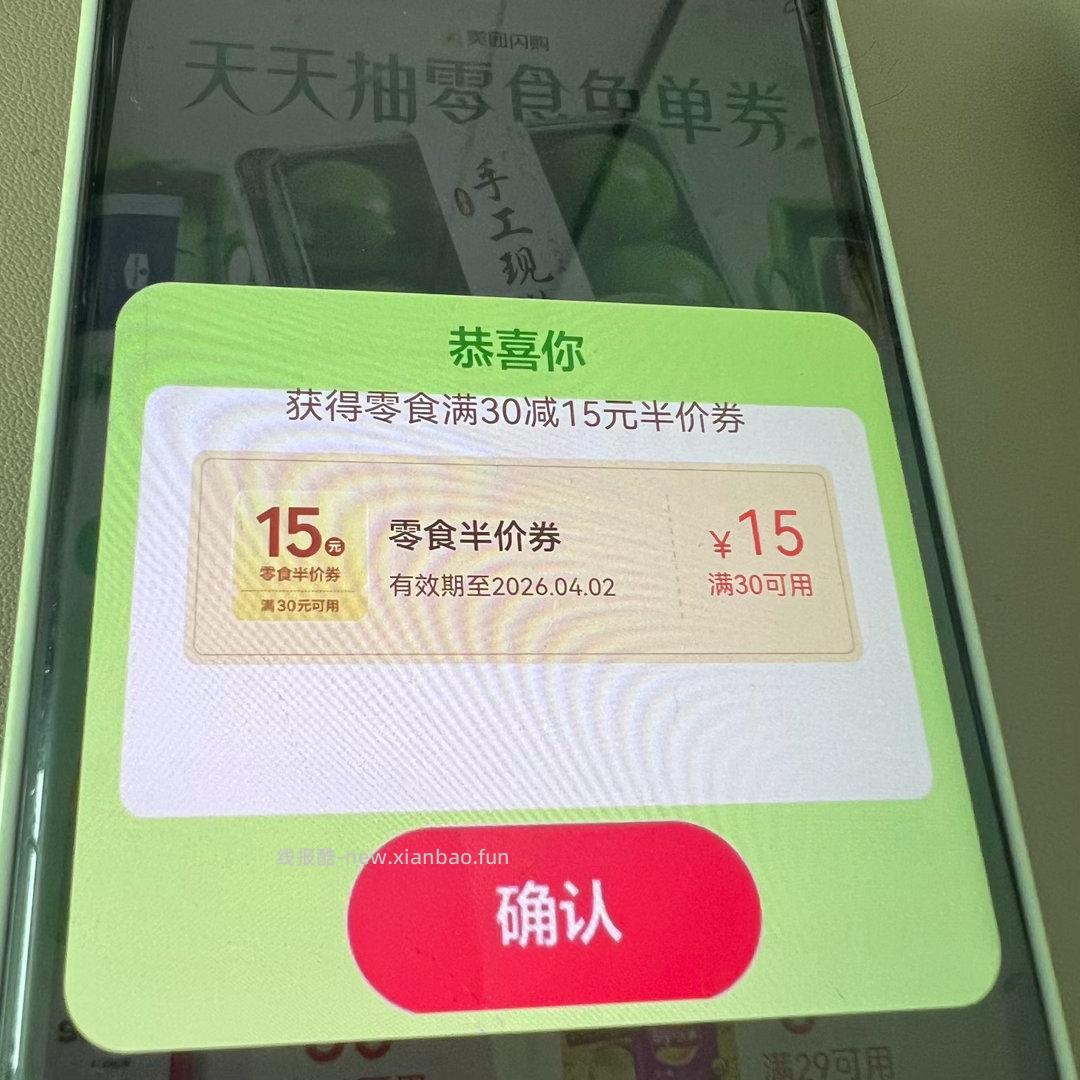 美团闪购
天天抽零食免单券
手工现
恭喜你
获得零食满30减15元半价券
15元
零食半价券
满30元可用
零食半价券
有效期至2026.04.02
¥15
满30可用
线报酷-new.xianbao.fun
确认
满29可用